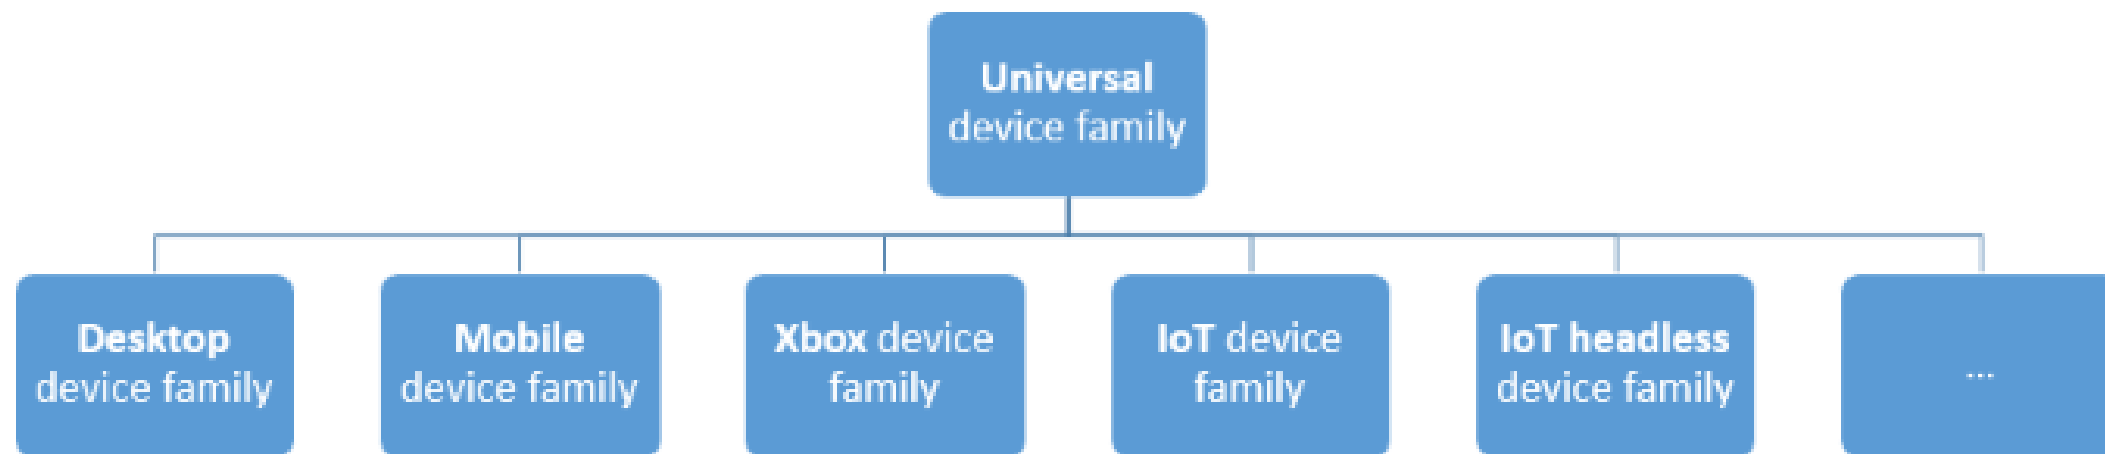 Universal
device family
Desktop
device family
Mobile
device family
Xbox device
family
IoT device
family
IoT headless
device family
...